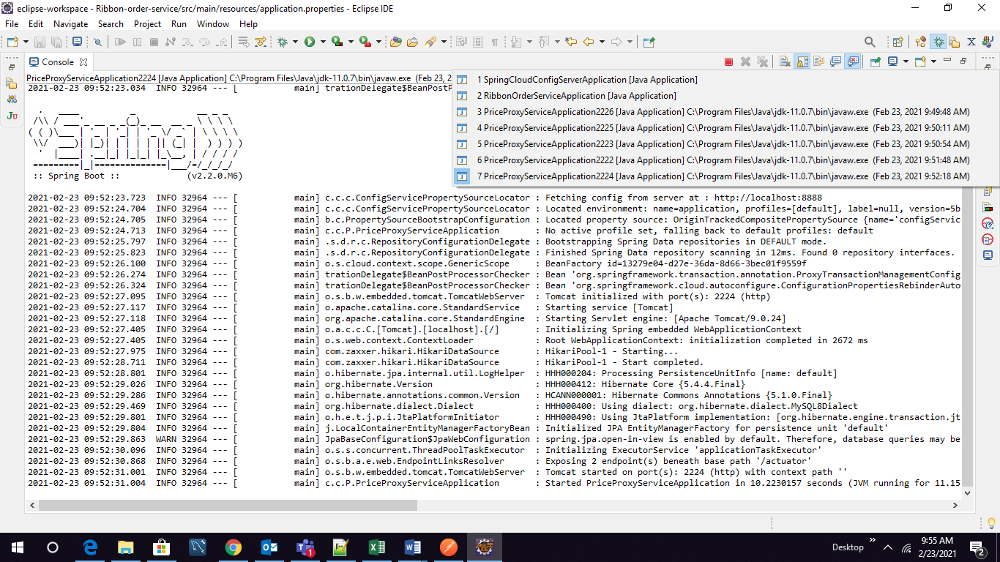 eclipse-workspace - Ribbon-order-service/src/main/resources/application.properties - Eclipse IDE
File Edit Navigate Search Project Run Window Help
Console
PriceProxyServiceApplication2224 [Java Application] C:\Program Files\Java\jdk-11.0.7\bin\javaw.exe (Feb 23, 2
1 SpringCloudConfigServerApplication [Java Application]
2 RibbonOrderServiceApplication [Java Application]
3 PriceProxyServiceApplication2226 [Java Application] C:\Program Files\Java\jdk-11.0.7\bin\javaw.exe (Feb 23, 2021 9:49:48 AM)
4 PriceProxyServiceApplication2225 [Java Application] C:\Program Files\Java\jdk-11.0.7\bin\javaw.exe (Feb 23, 2021 9:50:11 AM)
5 PriceProxyServiceApplication2223 [Java Application] C:\Program Files\Java\jdk-11.0.7\bin\javaw.exe (Feb 23, 2021 9:50:54 AM)
6 PriceProxyServiceApplication2222 [Java Application] C:\Program Files\Java\jdk-11.0.7\bin\javaw.exe (Feb 23, 2021 9:51:48 AM)
7 PriceProxyServiceApplication2224 [Java Application] C:\Program Files\Java\jdk-11.0.7\bin\javaw.exe (Feb 23, 2021 9:52:18 AM)
2021-02-23 09:52:23.034 INFO 32964 --- [ main] trationDelegate$BeanPostP
Spring
:: Spring Boot :: (v2.2.0.M6)
2021-02-23 09:52:23.723 INFO 32964 --- [ main] c.c.c.ConfigServicePropertySourceLocator : Fetching config from server at : http://localhost:8888
2021-02-23 09:52:24.704 INFO 32964 --- [ main] c.c.c.ConfigServicePropertySourceLocator : Located environment: name=application, profiles=[default], label=null, version=5b
2021-02-23 09:52:24.705 INFO 32964 --- [ main] b.c.PropertySourceBootstrapConfiguration : Located property source: OriginTrackedCompositePropertySource {name='configServic
2021-02-23 09:52:24.713 INFO 32964 --- [ main] c.c.P.PriceProxyServiceApplication : No active profile set, falling back to default profiles: default
2021-02-23 09:52:25.797 INFO 32964 --- [ main] .s.d.r.c.RepositoryConfigurationDelegate : Bootstrapping Spring Data repositories in DEFAULT mode.
2021-02-23 09:52:25.823 INFO 32964 --- [ main] .s.d.r.c.RepositoryConfigurationDelegate : Finished Spring Data repository scanning in 12ms. Found 0 repository interfaces.
2021-02-23 09:52:26.100 INFO 32964 --- [ main] o.s.cloud.context.scope.GenericScope : BeanFactory id=13279e04-d27e-36da-8d66-3bec01f9559f
2021-02-23 09:52:26.274 INFO 32964 --- [ main] trationDelegate$BeanPostProcessorChecker : Bean 'org.springframework.transaction.annotation.ProxyTransactionManagementConfig
2021-02-23 09:52:26.324 INFO 32964 --- [ main] trationDelegate$BeanPostProcessorChecker : Bean 'org.springframework.cloud.autoconfigure.ConfigurationPropertiesRebinderAuto
2021-02-23 09:52:27.095 INFO 32964 --- [ main] o.s.b.w.embedded.tomcat.TomcatWebServer : Tomcat initialized with port(s): 2224 (http)
2021-02-23 09:52:27.117 INFO 32964 --- [ main] o.apache.catalina.core.StandardService : Starting service [Tomcat]
2021-02-23 09:52:27.118 INFO 32964 --- [ main] org.apache.catalina.core.StandardEngine : Starting Servlet engine: [Apache Tomcat/9.0.24]
2021-02-23 09:52:27.405 INFO 32964 --- [ main] o.a.c.c.C.[Tomcat].[localhost].[/] : Initializing Spring embedded WebApplicationContext
2021-02-23 09:52:27.405 INFO 32964 --- [ main] o.s.web.context.ContextLoader : Root WebApplicationContext: initialization completed in 2672 ms
2021-02-23 09:52:27.975 INFO 32964 --- [ main] com.zaxxer.hikari.HikariDataSource : HikariPool-1 - Starting...
2021-02-23 09:52:28.711 INFO 32964 --- [ main] com.zaxxer.hikari.HikariDataSource : HikariPool-1 - Start completed.
2021-02-23 09:52:28.801 INFO 32964 --- [ main] o.hibernate.jpa.internal.util.LogHelper : HHH000204: Processing PersistenceUnitInfo [name: default]
2021-02-23 09:52:29.026 INFO 32964 --- [ main] org.hibernate.Version : HHH000412: Hibernate Core {5.4.4.Final}
2021-02-23 09:52:29.286 INFO 32964 --- [ main] o.hibernate.annotations.common.Version : HCANN000001: Hibernate Commons Annotations {5.1.0.Final}
2021-02-23 09:52:29.469 INFO 32964 --- [ main] org.hibernate.dialect.Dialect : HHH000400: Using dialect: org.hibernate.dialect.MySQL8Dialect
2021-02-23 09:52:29.801 INFO 32964 --- [ main] o.h.e.t.j.p.i.JtaPlatformInitiator : HHH000490: Using JtaPlatform implementation: [org.hibernate.engine.transaction.jt
2021-02-23 09:52:29.804 INFO 32964 --- [ main] j.LocalContainerEntityManagerFactoryBean : Initialized JPA EntityManagerFactory for persistence unit 'default'
2021-02-23 09:52:29.863 WARN 32964 --- [ main] JpaBaseConfiguration$JpaWebConfiguration : spring.jpa.open-in-view is enabled by default. Therefore, database queries may be
2021-02-23 09:52:30.096 INFO 32964 --- [ main] o.s.s.concurrent.ThreadPoolTaskExecutor : Initializing ExecutorService 'applicationTaskExecutor'
2021-02-23 09:52:30.868 INFO 32964 --- [ main] o.s.b.a.e.web.EndpointLinksResolver : Exposing 2 endpoint(s) beneath base path '/actuator'
2021-02-23 09:52:31.001 INFO 32964 --- [ main] o.s.b.w.embedded.tomcat.TomcatWebServer : Tomcat started on port(s): 2224 (http) with context path ''
2021-02-23 09:52:31.004 INFO 32964 --- [ main] c.c.P.PriceProxyServiceApplication : Started PriceProxyServiceApplication in 10.2230157 seconds (JVM running for 11.15
Desktop
9:55 AM
2/23/2021